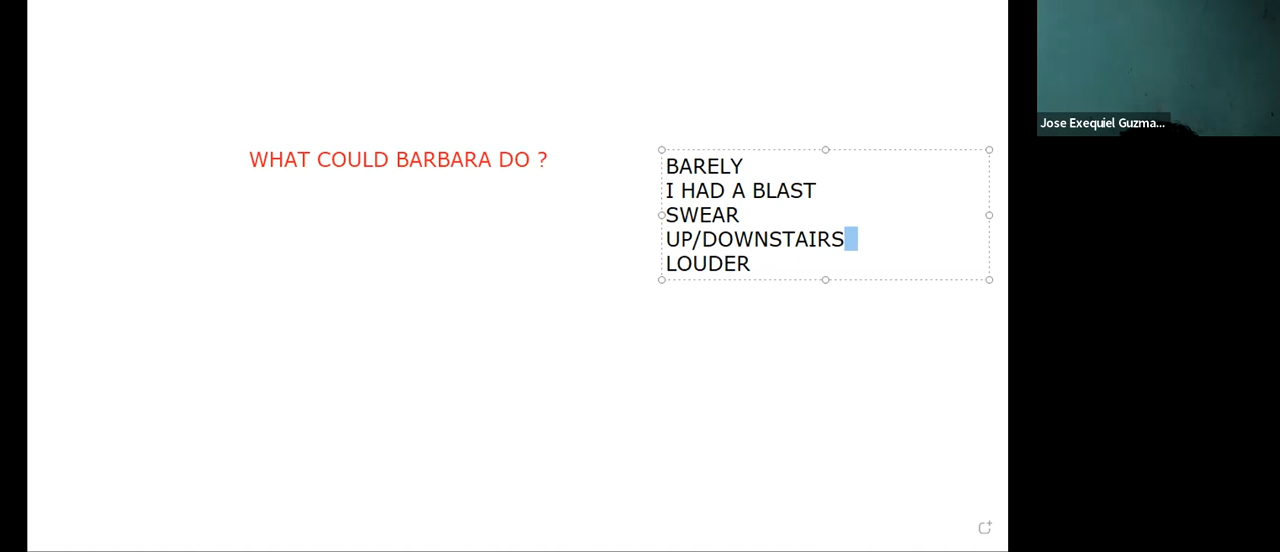 WHAT COULD BARBARA DO ?
BARELY
I HAD A BLAST
SWEAR
UP/DOWNSTAIRS
LOUDER
Jose Exequiel Guzma...